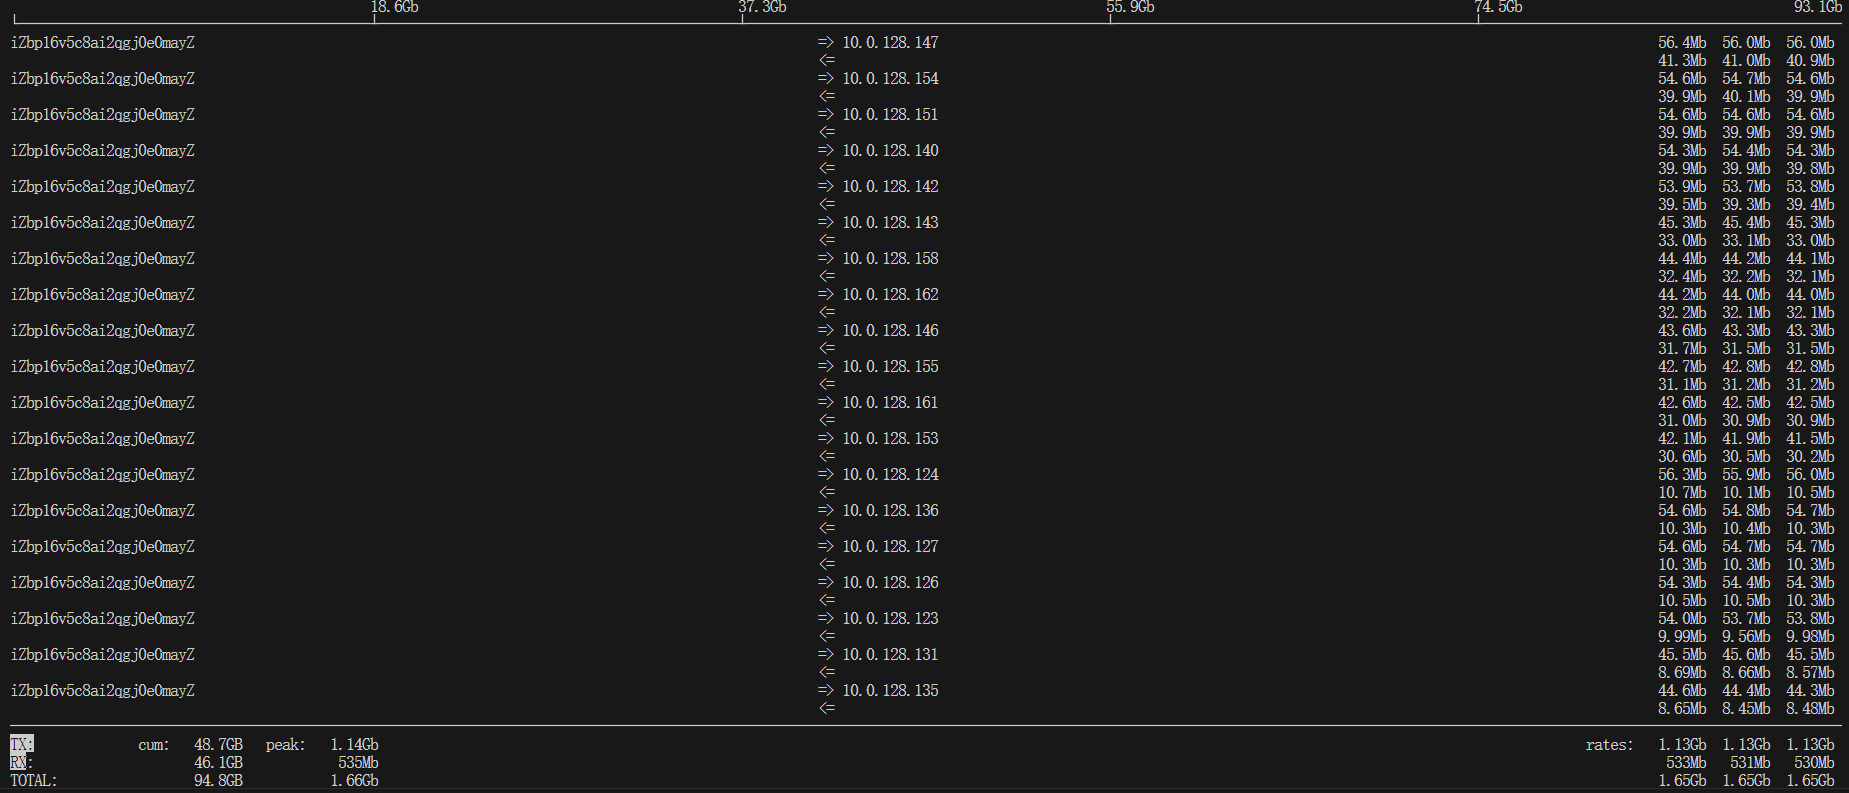 18.6Gb 37.3Gb 55.9Gb 74.5Gb 93.1Gb
iZbp16v5c8ai2qgj0e0mayZ => 10.0.128.147 56.4Mb 56.0Mb 56.0Mb
<= 41.3Mb 41.0Mb 40.9Mb
iZbp16v5c8ai2qgj0e0mayZ => 10.0.128.154 54.6Mb 54.7Mb 54.6Mb
<= 39.9Mb 40.1Mb 39.9Mb
iZbp16v5c8ai2qgj0e0mayZ => 10.0.128.151 54.6Mb 54.6Mb 54.6Mb
<= 39.9Mb 39.9Mb 39.9Mb
iZbp16v5c8ai2qgj0e0mayZ => 10.0.128.140 54.3Mb 54.4Mb 54.3Mb
<= 39.9Mb 39.9Mb 39.8Mb
iZbp16v5c8ai2qgj0e0mayZ => 10.0.128.142 53.9Mb 53.7Mb 53.8Mb
<= 39.5Mb 39.3Mb 39.4Mb
iZbp16v5c8ai2qgj0e0mayZ => 10.0.128.143 45.3Mb 45.4Mb 45.3Mb
<= 33.0Mb 33.1Mb 33.0Mb
iZbp16v5c8ai2qgj0e0mayZ => 10.0.128.158 44.4Mb 44.2Mb 44.1Mb
<= 32.4Mb 32.2Mb 32.1Mb
iZbp16v5c8ai2qgj0e0mayZ => 10.0.128.162 44.2Mb 44.0Mb 44.0Mb
<= 32.2Mb 32.1Mb 32.1Mb
iZbp16v5c8ai2qgj0e0mayZ => 10.0.128.146 43.6Mb 43.3Mb 43.3Mb
<= 31.7Mb 31.5Mb 31.5Mb
iZbp16v5c8ai2qgj0e0mayZ => 10.0.128.155 42.7Mb 42.8Mb 42.8Mb
<= 31.1Mb 31.2Mb 31.2Mb
iZbp16v5c8ai2qgj0e0mayZ => 10.0.128.161 42.6Mb 42.5Mb 42.5Mb
<= 31.0Mb 30.9Mb 30.9Mb
iZbp16v5c8ai2qgj0e0mayZ => 10.0.128.153 42.1Mb 41.9Mb 41.5Mb
<= 30.6Mb 30.5Mb 30.2Mb
iZbp16v5c8ai2qgj0e0mayZ => 10.0.128.124 56.3Mb 55.9Mb 56.0Mb
<= 10.7Mb 10.1Mb 10.5Mb
iZbp16v5c8ai2qgj0e0mayZ => 10.0.128.136 54.6Mb 54.8Mb 54.7Mb
<= 10.3Mb 10.4Mb 10.3Mb
iZbp16v5c8ai2qgj0e0mayZ => 10.0.128.127 54.6Mb 54.7Mb 54.7Mb
<= 10.3Mb 10.3Mb 10.3Mb
iZbp16v5c8ai2qgj0e0mayZ => 10.0.128.126 54.3Mb 54.4Mb 54.3Mb
<= 10.5Mb 10.5Mb 10.3Mb
iZbp16v5c8ai2qgj0e0mayZ => 10.0.128.123 54.0Mb 53.7Mb 53.8Mb
<= 9.99Mb 9.56Mb 9.98Mb
iZbp16v5c8ai2qgj0e0mayZ => 10.0.128.131 45.5Mb 45.6Mb 45.5Mb
<= 8.69Mb 8.66Mb 8.57Mb
iZbp16v5c8ai2qgj0e0mayZ => 10.0.128.135 44.6Mb 44.4Mb 44.3Mb
<= 8.65Mb 8.45Mb 8.48Mb
TX: cum: 48.7GB peak: 1.14Gb rates: 1.13Gb 1.13Gb 1.13Gb
RX: 46.1GB 535Mb 533Mb 531Mb 530Mb
TOTAL: 94.8GB 1.66Gb 1.65Gb 1.65Gb 1.65Gb